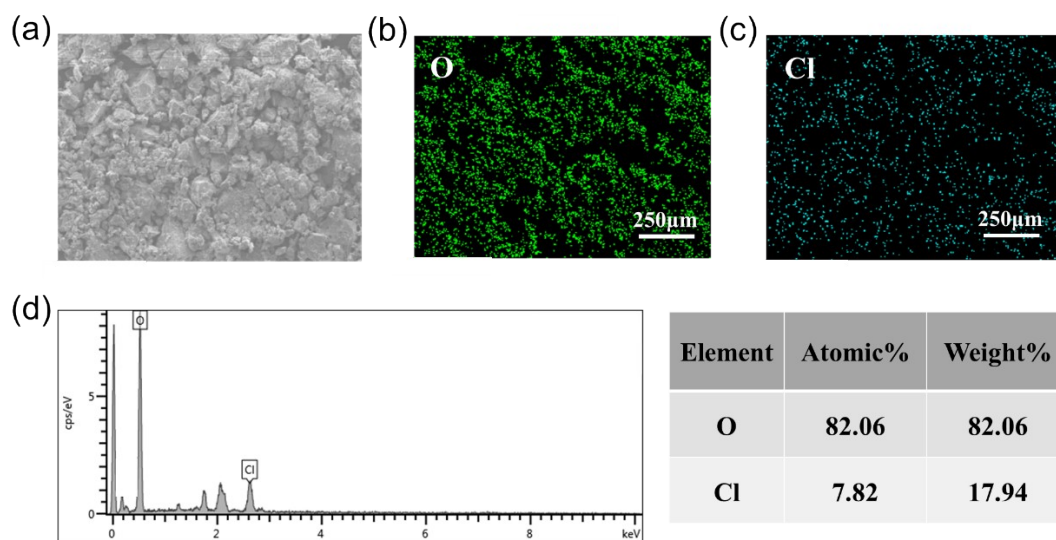 (a)
(b)
(c)
O
Cl
250μm
250μm
(d)
O
5
cps/eV
Cl
0
0
2
4
6
8
keV
Element Atomic% Weight%
O 82.06 82.06
Cl 7.82 17.94